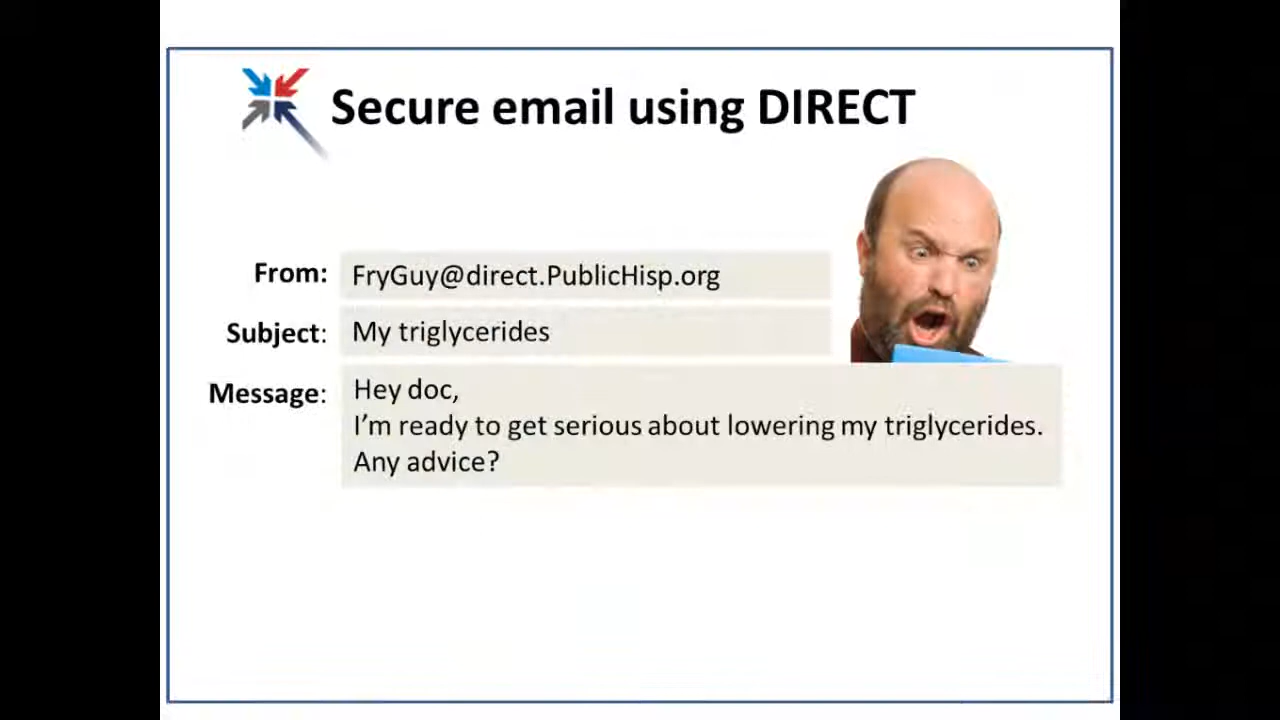 Secure email using DIRECT
From: FryGuy@direct.PublicHisp.org
Subject: My triglycerides
Message: Hey doc,
I'm ready to get serious about lowering my triglycerides.
Any advice?